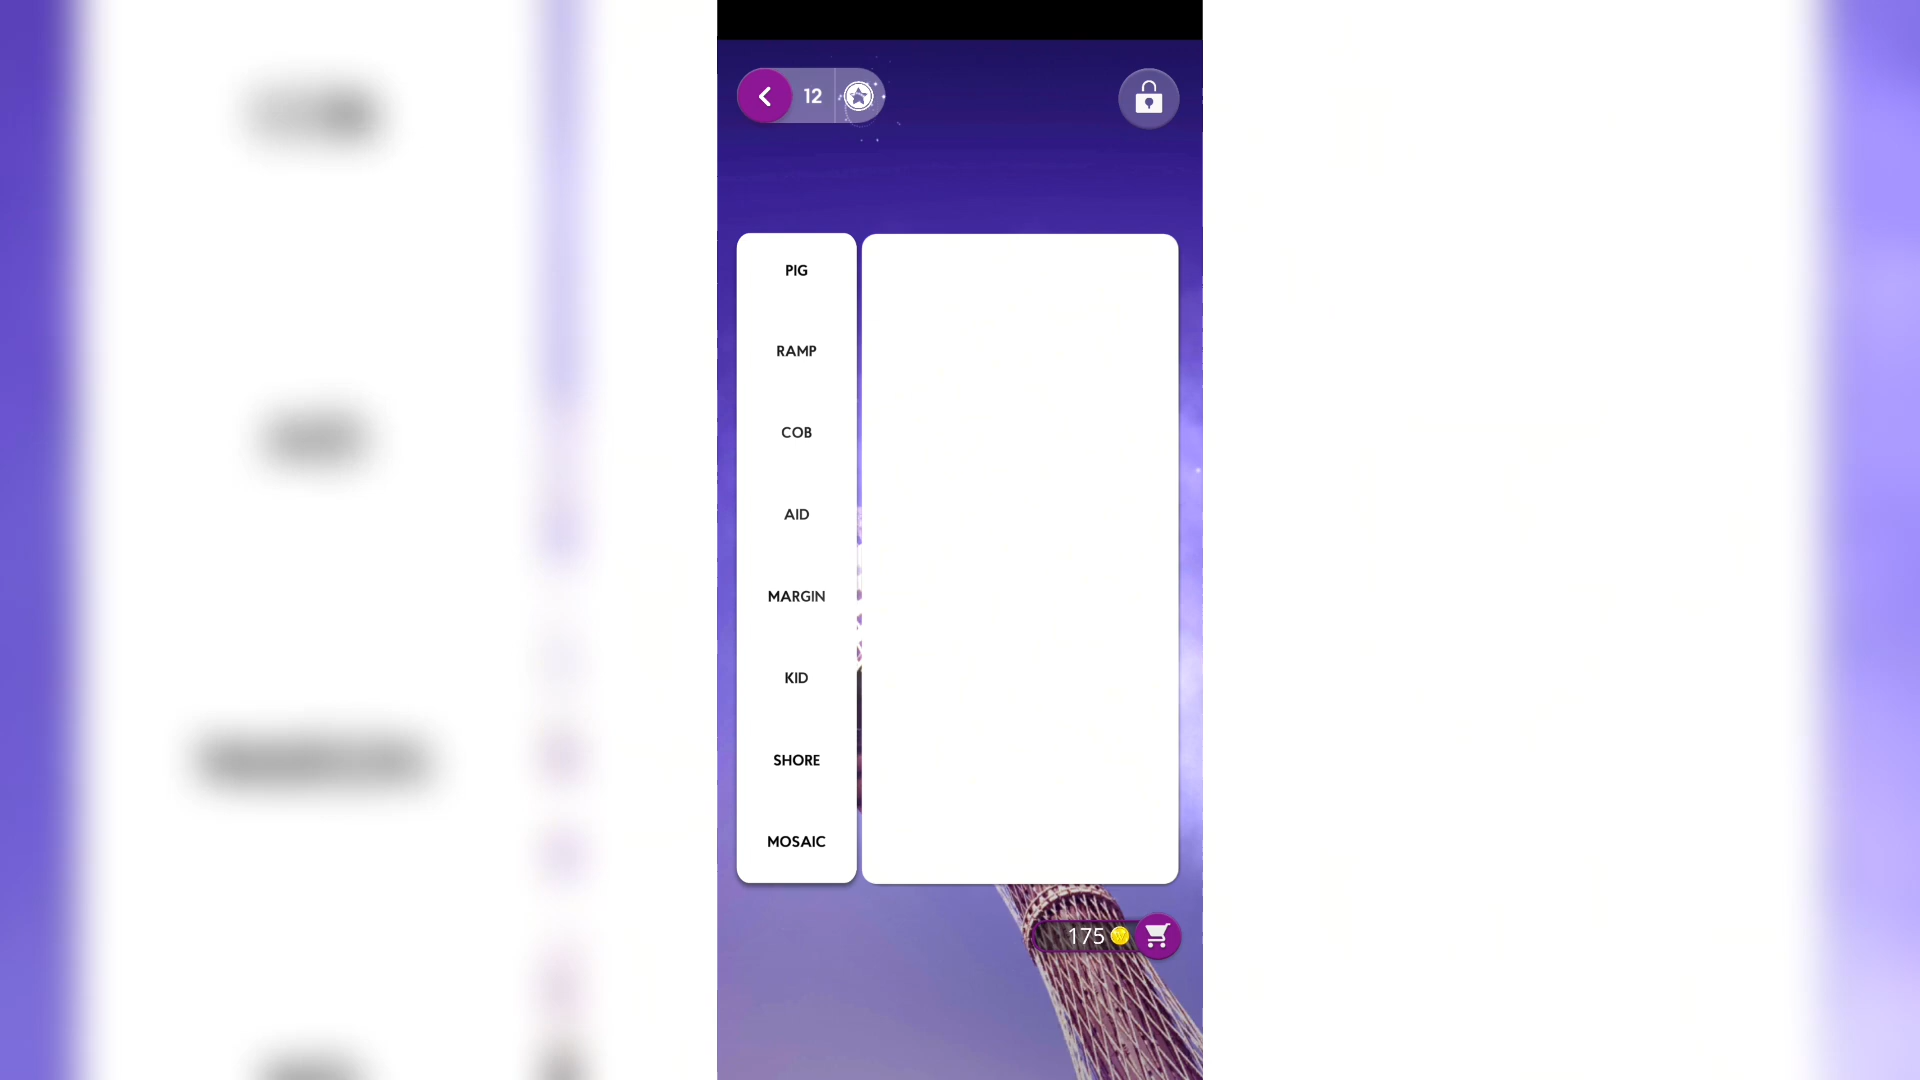 12
PIG
RAMP
COB
AID
MARGIN
KID
SHORE
MOSAIC
175